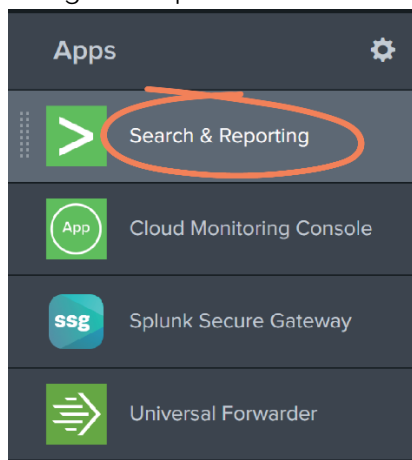 Apps
> Search & Reporting
App Cloud Monitoring Console
ssg Splunk Secure Gateway
Universal Forwarder